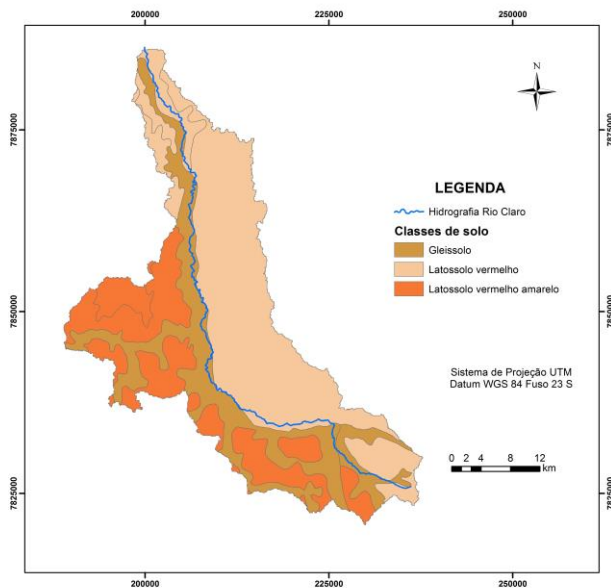 200000 225000 250000
N
7875000 7875000
LEGENDA
Hidrografia Rio Claro
Classes de solo
Gleissolo
Latossolo vermelho
Latossolo vermelho amarelo
7850000 7850000
Sistema de Projeção UTM
Datum WGS 84 Fuso 23 S
0 2 4 8 12
km
7825000 7825000
200000 225000 250000